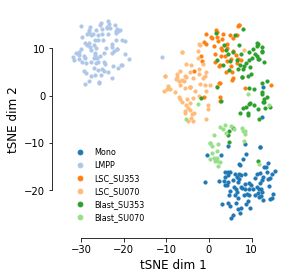 tSNE dim 2
10
0
−10
−20
Mono
LMPP
LSC_SU353
LSC_SU070
Blast_SU353
Blast_SU070
−30 −20 −10 0 10
tSNE dim 1